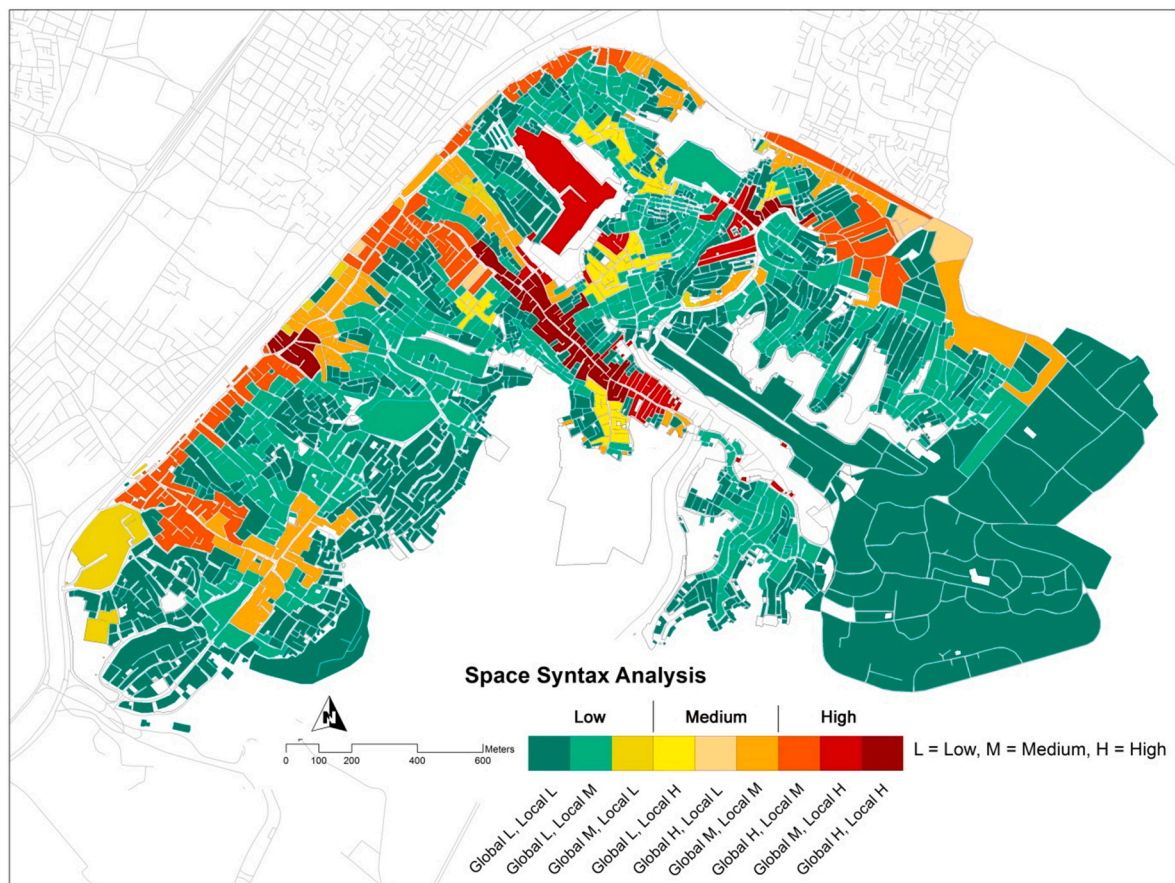 Space Syntax Analysis
Low Medium High
L = Low, M = Medium, H = High
N
Meters
0 100 200 400 600
Global L, Local L
Global L, Local M
Global M, Local L
Global L, Local H
Global H, Local L
Global M, Local M
Global H, Local M
Global M, Local H
Global H, Local H